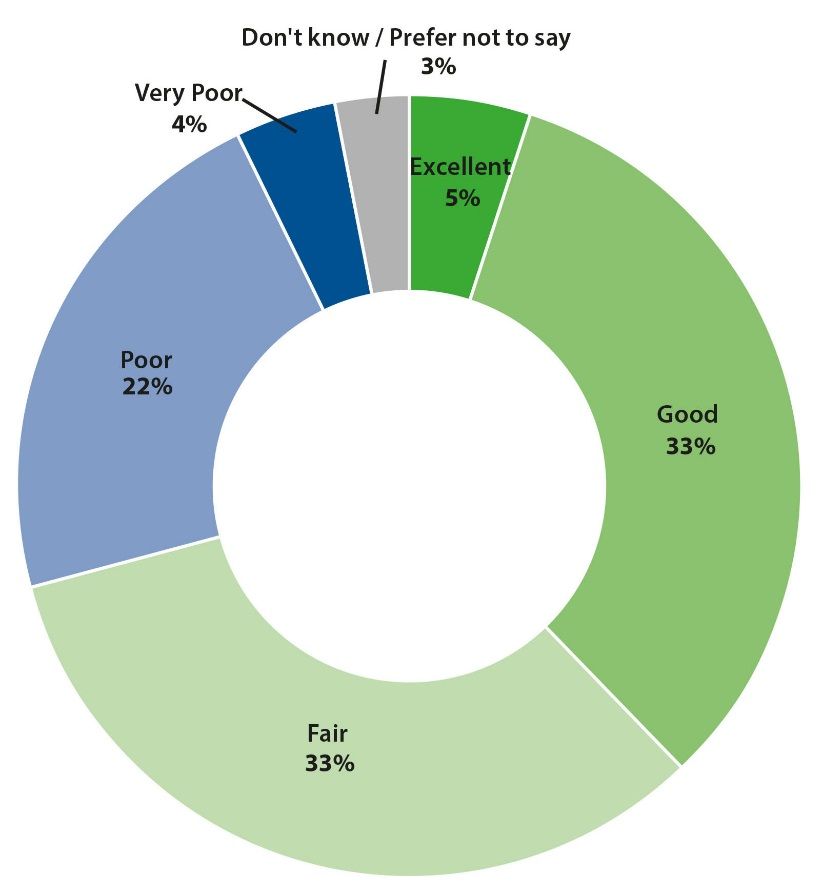 Don't know / Prefer not to say
3%
Very Poor
4%
Excellent
5%
Poor
22%
Good
33%
Fair
33%